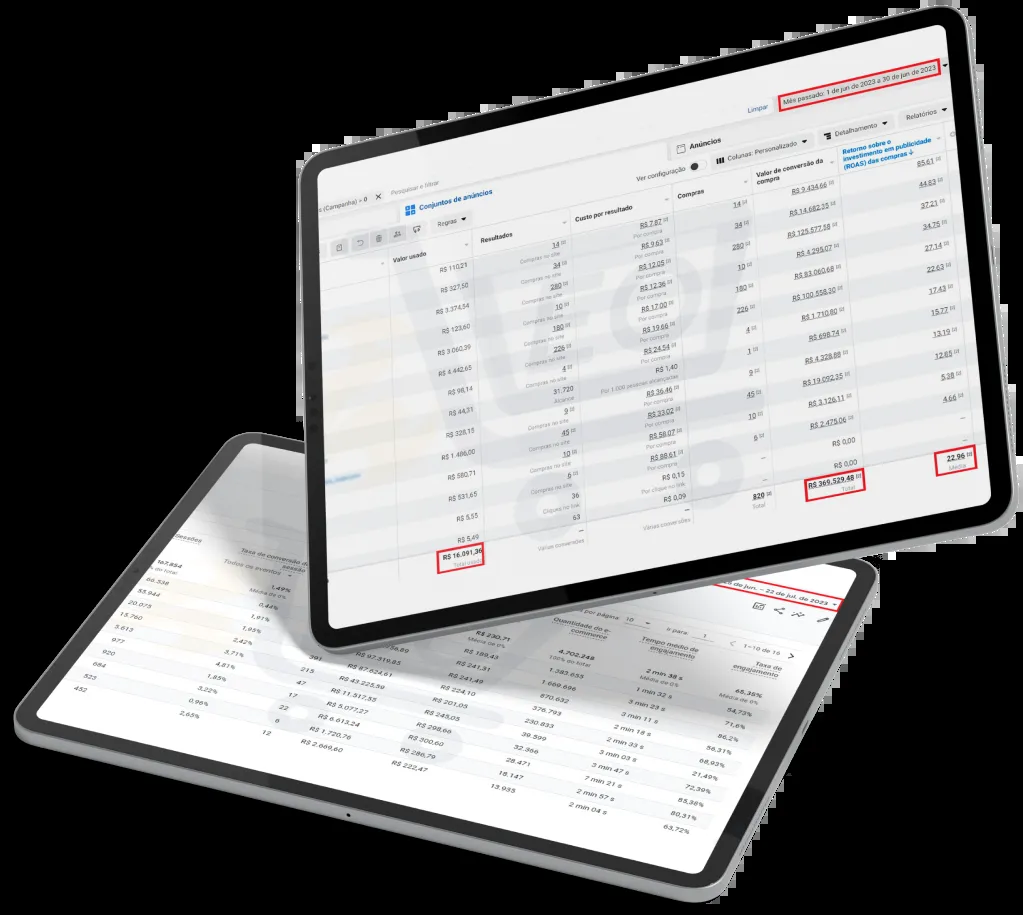 Mês passado: 1 de jun de 2023 a 30 de jun de 2023
Limpar
Anúncios
s (Campanha) > 0 × Pesquisar e filtrar
Conjuntos de anúncios
Ver configuração
Colunas: Personalizado
Detalhamento
Relatórios
Regras
Valor usado
Resultados
Custo por resultado
Compras
Valor de conversão da compra
Retorno sobre o investimento em publicidade (ROAS) das compras ↓
R$ 110,21 14 Compras no site R$ 7,87 Por compra 14 R$ 9.434,66 85,61
R$ 327,50 34 Compras no site R$ 9,63 Por compra 34 R$ 14.682,35 44,83
R$ 3.374,54 280 Compras no site R$ 12,05 Por compra 280 R$ 125.577,58 37,21
R$ 123,60 10 Compras no site R$ 12,36 Por compra 10 R$ 4.295,07 34,75
R$ 3.060,39 180 Compras no site R$ 17,00 Por compra 180 R$ 83.060,68 27,14
R$ 4.442,65 226 Compras no site R$ 19,66 Por compra 226 R$ 100.558,30 22,63
R$ 98,14 4 Compras no site R$ 24,54 Por compra 4 R$ 1.710,80 17,43
R$ 44,31 31.720 Alcance R$ 1,40 Por 1.000 pessoas alcançadas 1 R$ 698,74 15,77
R$ 328,15 9 Compras no site R$ 36,46 Por compra 9 R$ 4.328,88 13,19
R$ 1.486,00 45 Compras no site R$ 33,02 Por compra 45 R$ 19.092,35 12,85
R$ 580,71 10 Compras no site R$ 58,07 Por compra 10 R$ 3.126,11 5,38
R$ 531,65 6 Compras no site R$ 88,61 Por compra 6 R$ 2.475,06 4,66
R$ 5,55 36 Cliques no link R$ 0,15 Por clique no link — R$ 0,00 —
R$ 5,49 63 R$ 0,09 — R$ 0,00 —
R$ 16.091,36 Total usado — Várias conversões — Várias conversões 820 Total R$ 369.529,48 Total 22,96 Média
LEO
de jun. - 22 de jul. de 2023
por página: 10
Ir para: 1
1-10 de 16
Sessões
Taxa de conversão da sessão
Todos os eventos
Quantidade do e-commerce
Tempo médio de engajamento
Taxa de engajamento
167.854 1,49% Média de 0% R$ 230,71 Média de 0% 4.702.248 100% do total 2 min 38 s Média de 0% 65,35% Média de 0%
66.538 0,44% R$ 189,43 1.383.655 1 min 32 s 54,73%
55.944 1,91% R$ 97.319,85 R$ 241,31 1.669.696 3 min 23 s 71,6%
20.075 1,95% R$ 87.624,61 R$ 241,49 870.632 3 min 11 s 86,2%
15.760 2,42% 391 R$ 43.225,59 R$ 224,10 376.793 2 min 18 s 56,31%
5.613 3,71% 215 R$ 11.517,55 R$ 201,05 230.833 2 min 33 s 68,93%
977 4,81% 47 R$ 5.077,27 R$ 245,05 39.599 3 min 03 s 21,49%
920 1,85% 17 R$ 6.613,24 R$ 298,66 32.366 3 min 47 s 72,39%
684 3,22% 22 R$ 1.720,76 R$ 300,60 28.471 7 min 21 s 85,38%
523 0,96% 6 R$ 2.669,60 R$ 286,79 18.147 2 min 57 s 80,31%
452 2,65% 12 R$ 222,47 13.955 2 min 04 s 63,72%